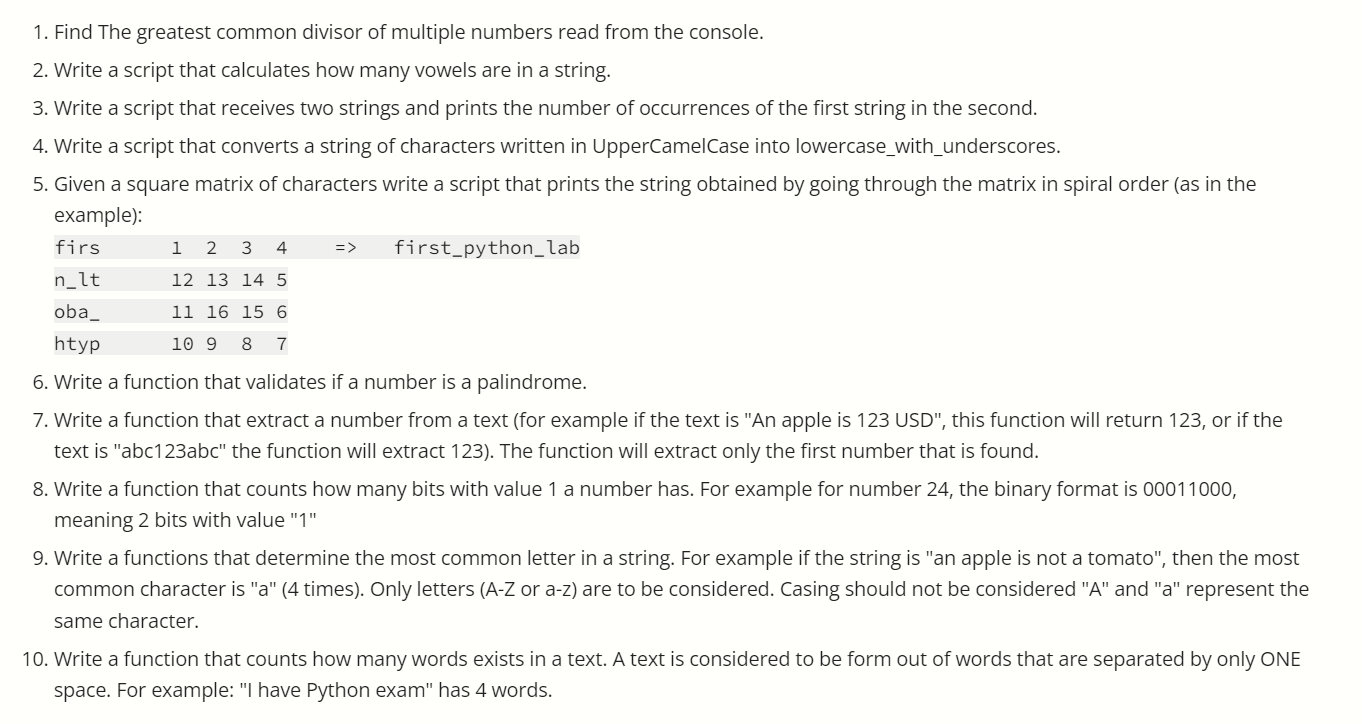 1. Find The greatest common divisor of multiple numbers read from the console.
2. Write a script that calculates how many vowels are in a string.
3. Write a script that receives two strings and prints the number of occurrences of the first string in the second.
4. Write a script that converts a string of characters written in UpperCamelCase into lowercase_with_underscores.
5. Given a square matrix of characters write a script that prints the string obtained by going through the matrix in spiral order (as in the
example):
firs      1  2  3  4    =>   first_python_lab
n_lt      12 13 14 5
oba_      11 16 15 6
htyp      10 9  8  7
6. Write a function that validates if a number is a palindrome.
7. Write a function that extract a number from a text (for example if the text is "An apple is 123 USD", this function will return 123, or if the
text is "abc123abc" the function will extract 123). The function will extract only the first number that is found.
8. Write a function that counts how many bits with value 1 a number has. For example for number 24, the binary format is 00011000,
meaning 2 bits with value "1"
9. Write a functions that determine the most common letter in a string. For example if the string is "an apple is not a tomato", then the most
common character is "a" (4 times). Only letters (A-Z or a-z) are to be considered. Casing should not be considered "A" and "a" represent the
same character.
10. Write a function that counts how many words exists in a text. A text is considered to be form out of words that are separated by only ONE
space. For example: "I have Python exam" has 4 words.